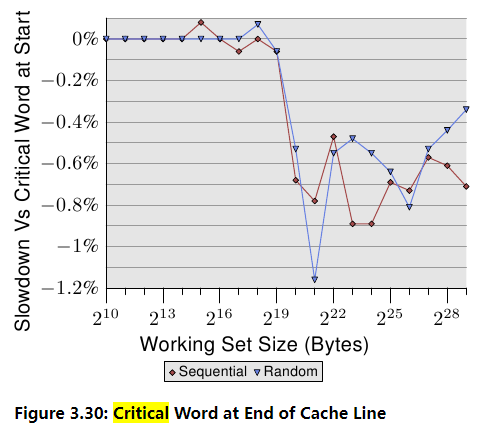 Slowdown Vs Critical Word at Start
0%
−0.2%
−0.4%
−0.6%
−0.8%
−1%
−1.2%
2^10 2^13 2^16 2^19 2^22 2^25 2^28
Working Set Size (Bytes)
Sequential Random
Figure 3.30: Critical Word at End of Cache Line